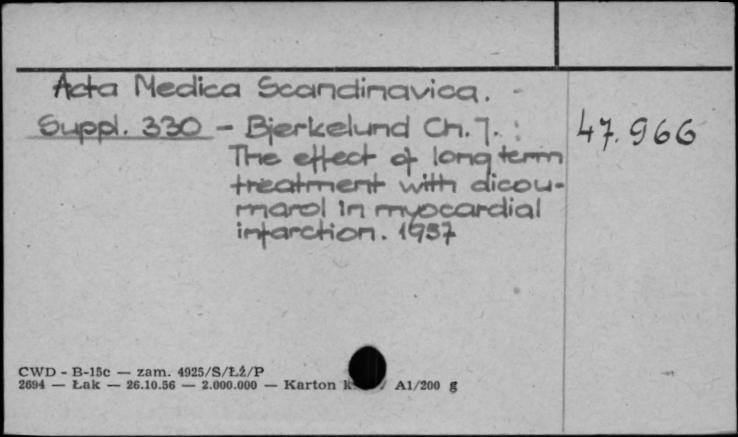 Acta Medica Scandinavica.
Suppl. 330 - Bjerkelund Ch. J. : 47.966
The effect of long term
treatment with dicou-
marol in myocardial
infarction. 1957
CWD - B-15c — zam. 4925/S/Łż/P
2694 — Łak — 26.10.56 — 2.000.000 — Karton A1/200 g